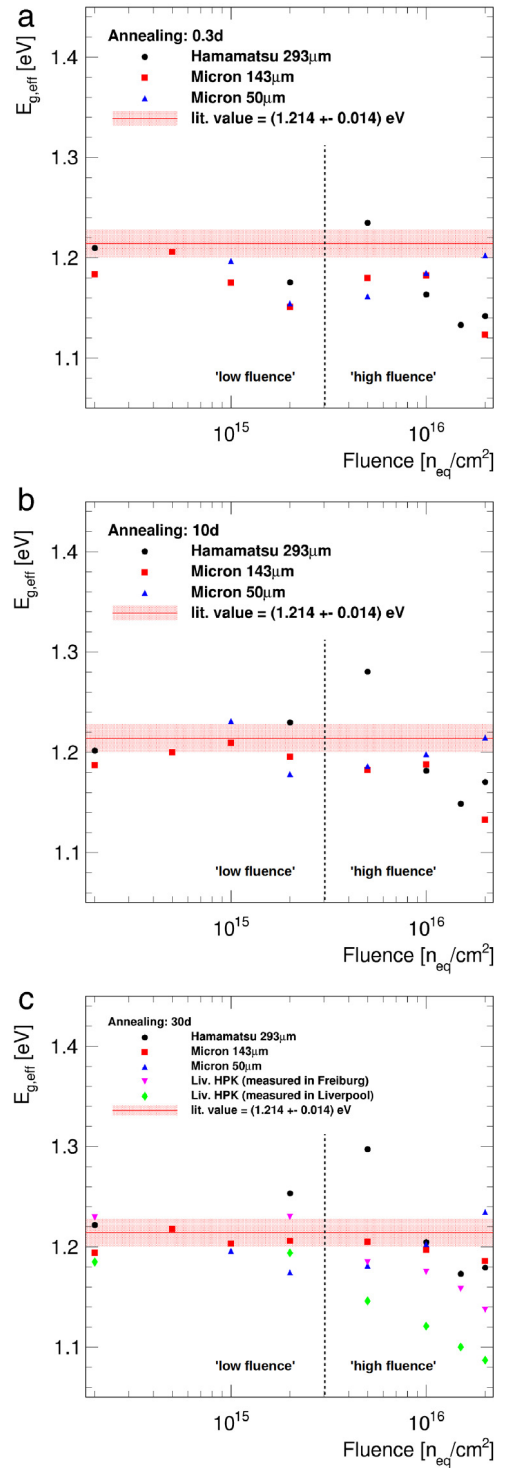 a
Annealing: 0.3d
Hamamatsu 293μm
Micron 143μm
Micron 50μm
lit. value = (1.214 +- 0.014) eV
E_g,eff [eV]
1.4
1.3
1.2
1.1
'low fluence'
'high fluence'
10^15
10^16
Fluence [n_eq/cm^2]
b
Annealing: 10d
Hamamatsu 293μm
Micron 143μm
Micron 50μm
lit. value = (1.214 +- 0.014) eV
E_g,eff [eV]
1.4
1.3
1.2
1.1
'low fluence'
'high fluence'
10^15
10^16
Fluence [n_eq/cm^2]
c
Annealing: 30d
Hamamatsu 293μm
Micron 143μm
Micron 50μm
Liv. HPK (measured in Freiburg)
Liv. HPK (measured in Liverpool)
lit. value = (1.214 +- 0.014) eV
E_g,eff [eV]
1.4
1.3
1.2
1.1
'low fluence'
'high fluence'
10^15
10^16
Fluence [n_eq/cm^2]